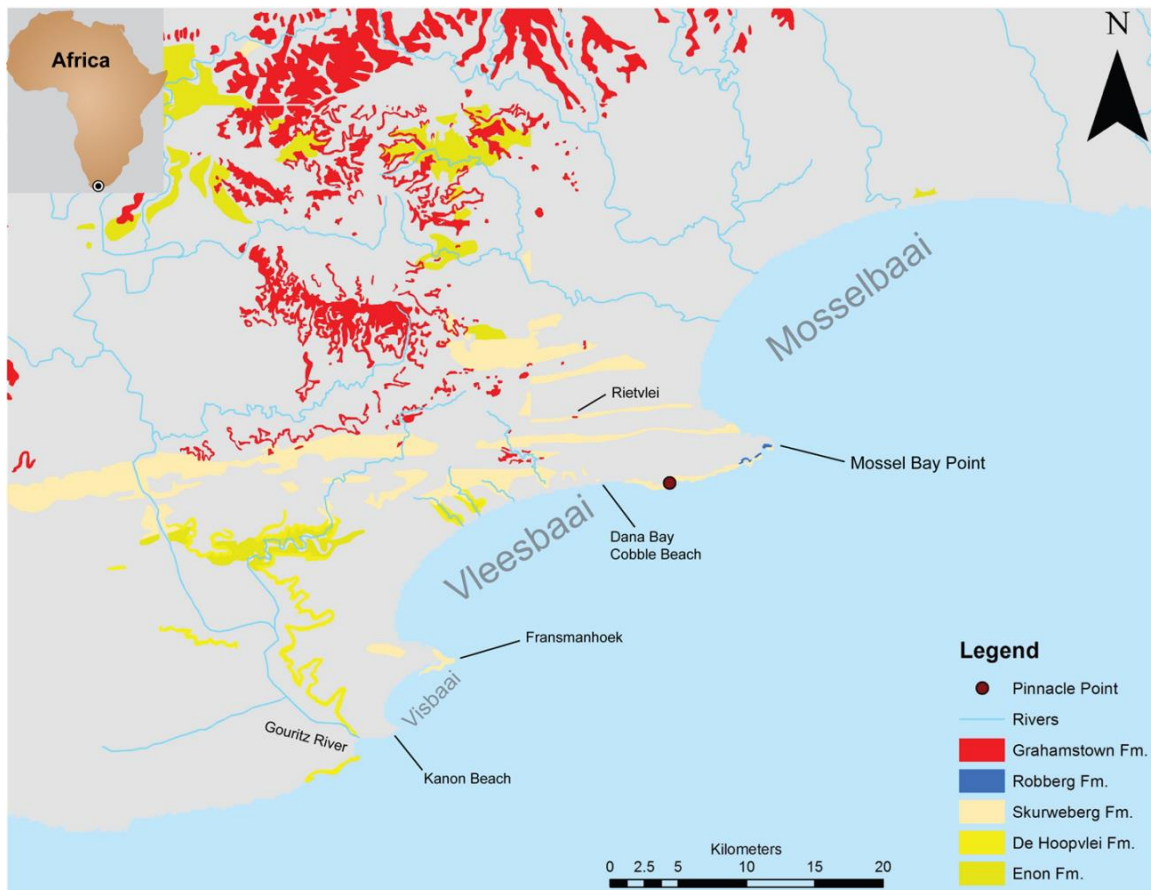 Africa
N
Mosselbaai
Rietvlei
Mossel Bay Point
Dana Bay
Cobble Beach
Vleesbaai
Fransmanhoek
Visbaai
Gouritz River
Kanon Beach
Legend
Pinnacle Point
Rivers
Grahamstown Fm.
Robberg Fm.
Skurweberg Fm.
De Hoopvlei Fm.
Enon Fm.
Kilometers
0 2.5 5 10 15 20